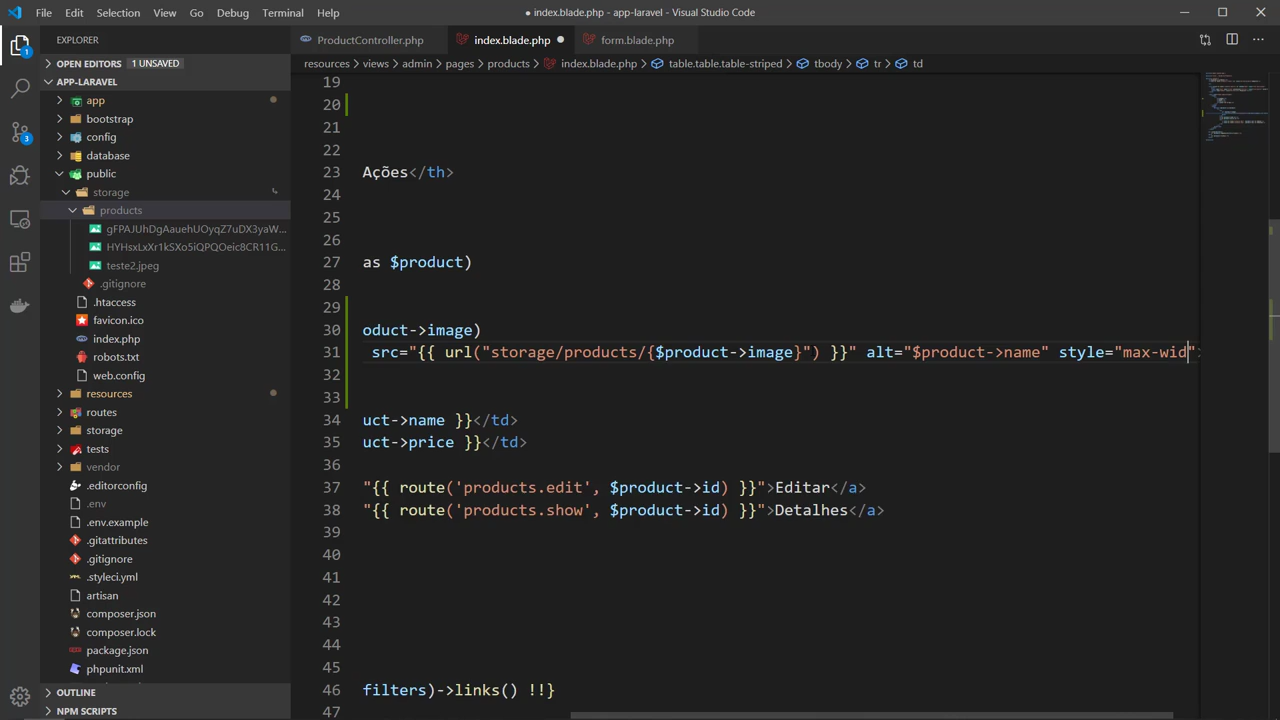 File Edit Selection View Go Debug Terminal Help
● index.blade.php - app-laravel - Visual Studio Code
EXPLORER
OPEN EDITORS 1 UNSAVED
APP-LARAVEL
app
bootstrap
config
database
public
storage
products
gFPAJUhDgAauehUOyqZ7uDX3yaW...
HYHsxLxXr1kSXo5iQPQOeic8CR11G...
teste2.jpeg
.gitignore
.htaccess
favicon.ico
index.php
robots.txt
web.config
resources
routes
storage
tests
vendor
.editorconfig
.env
.env.example
.gitattributes
.gitignore
.styleci.yml
artisan
composer.json
composer.lock
package.json
phpunit.xml
OUTLINE
NPM SCRIPTS
1
3
ProductController.php index.blade.php ● form.blade.php
resources > views > admin > pages > products > index.blade.php > table.table.table-striped > tbody > tr > td
19
20
21
22
23 Ações</th>
24
25
26
27 as $product)
28
29
30 oduct->image)
31 src="{{ url("storage/products/{$product->image}") }}" alt="$product->name" style="max-wid">
32
33
34 uct->name }}</td>
35 uct->price }}</td>
36
37 "{{ route('products.edit', $product->id) }}">Editar</a>
38 "{{ route('products.show', $product->id) }}">Detalhes</a>
39
40
41
42
43
44
45
46 filters)->links() !!}
47